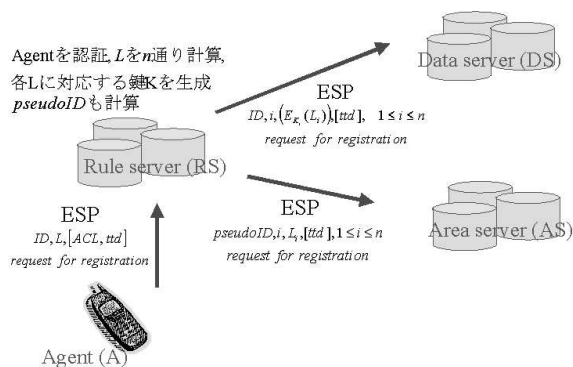 Agentを認証, Lをn通り計算,
各Lに対応する鍵Kを生成
pseudoIDも計算
Rule server (RS)
Data server (DS)
ESP
ID, i, (E_{K_i}(L_i)), [ttd], 1 ≤ i ≤ n
request for registration
ESP
ID, L, [ACL, ttd]
request for registration
ESP
pseudoID, i, L_i, [ttd], 1 ≤ i ≤ n
request for registration
Area server (AS)
Agent (A)